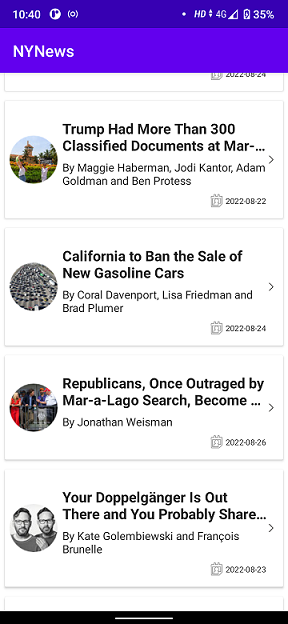 10:40 HD 4G 35%
NYNews
2022-08-24
Trump Had More Than 300
Classified Documents at Mar-…
By Maggie Haberman, Jodi Kantor, Adam
Goldman and Ben Protess
2022-08-22
California to Ban the Sale of
New Gasoline Cars
By Coral Davenport, Lisa Friedman and
Brad Plumer
2022-08-24
Republicans, Once Outraged by
Mar-a-Lago Search, Become …
By Jonathan Weisman
2022-08-26
Your Doppelgänger Is Out
There and You Probably Share…
By Kate Golembiewski and François
Brunelle
2022-08-23